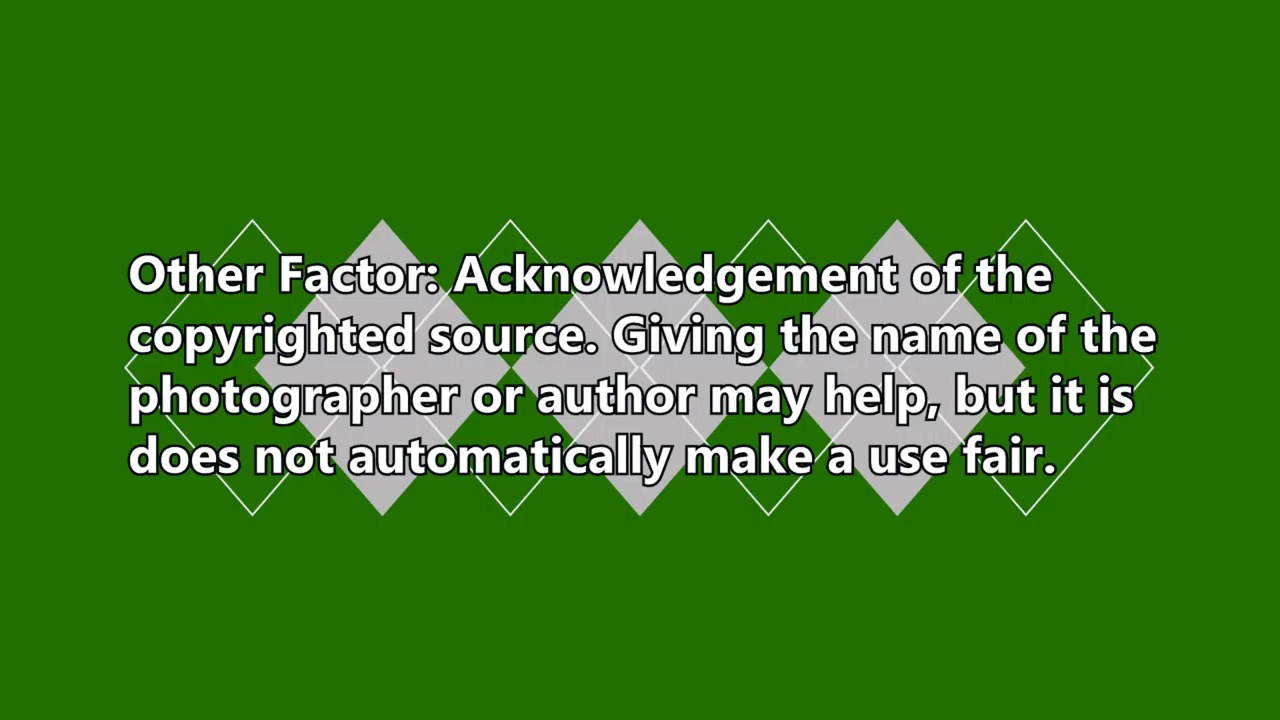 Other Factor: Acknowledgement of the
copyrighted source. Giving the name of the
photographer or author may help, but it is
does not automatically make a use fair.